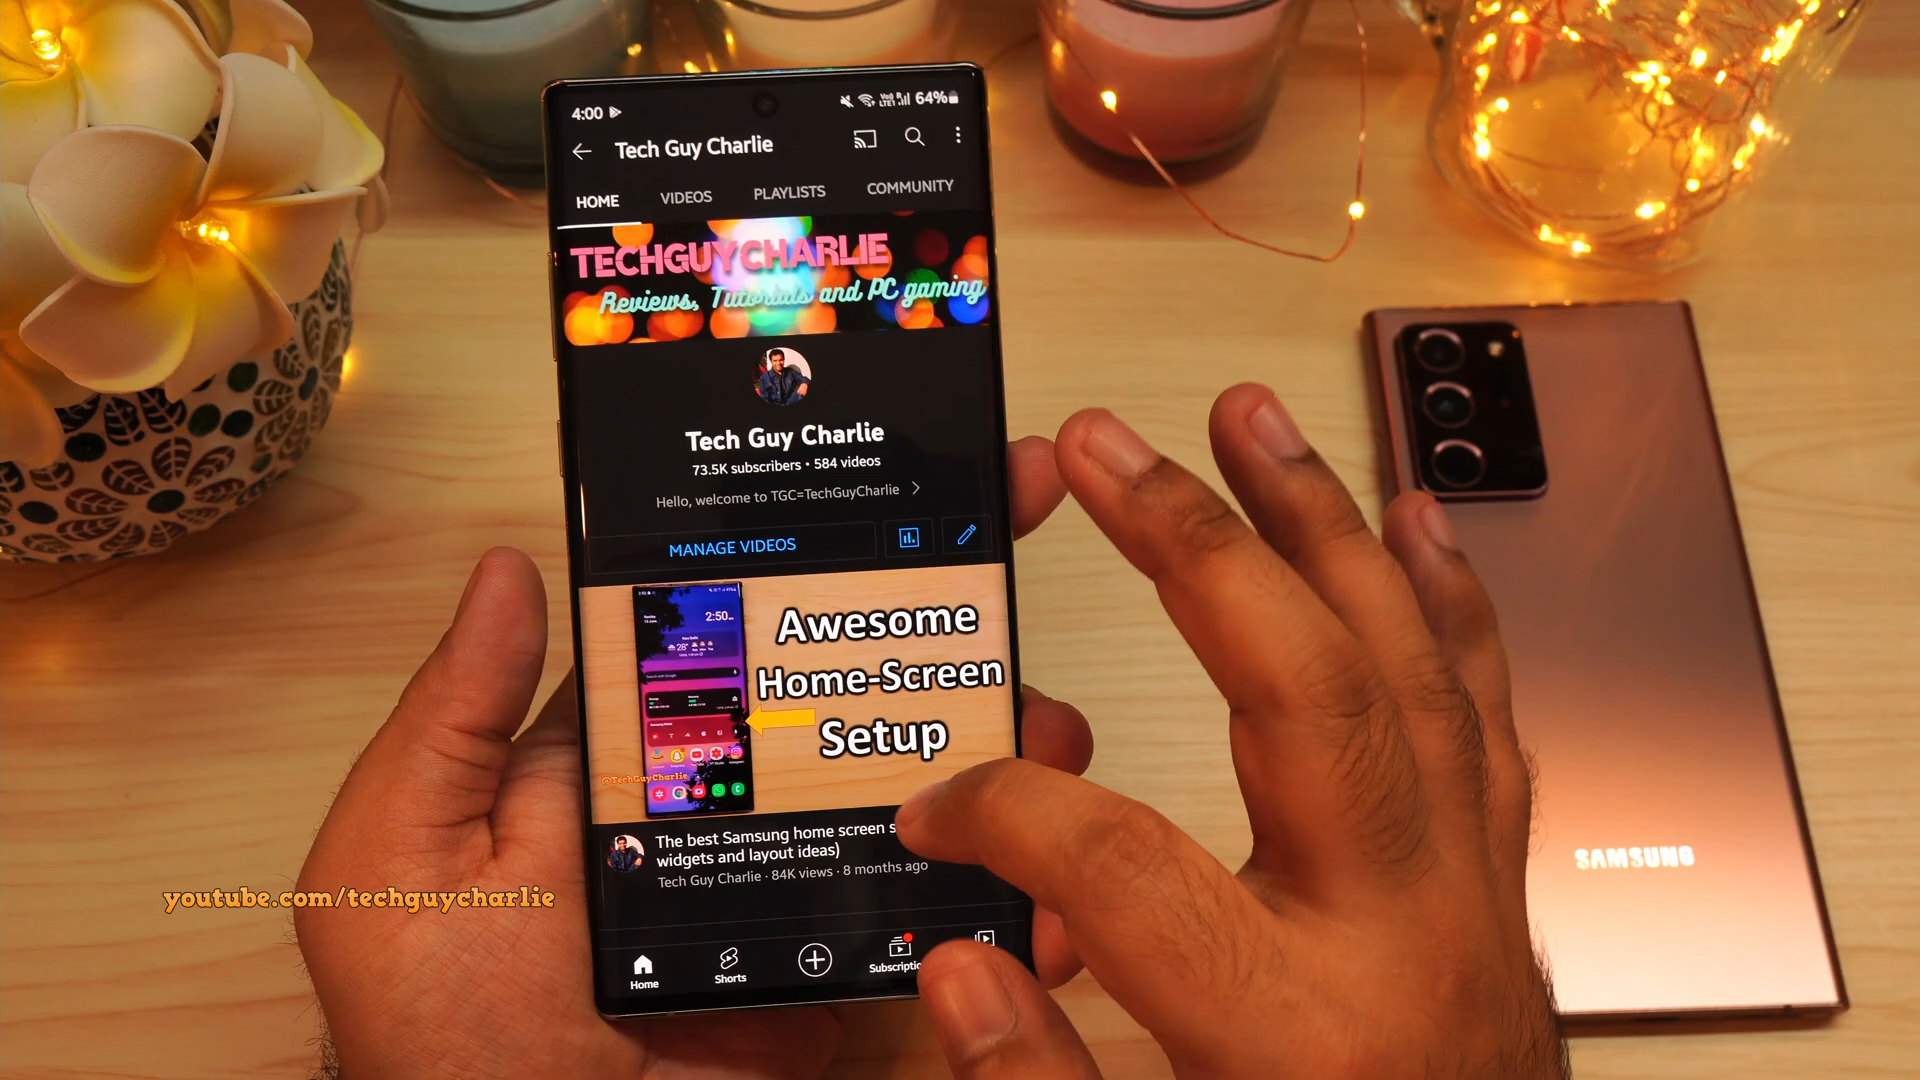 4:00
64%
Tech Guy Charlie
HOME VIDEOS PLAYLISTS COMMUNITY
TECHGUYCHARLIE
Reviews, Tutorials and PC gaming
Tech Guy Charlie
73.5K subscribers • 584 videos
Hello, welcome to TGC=TechGuyCharlie
MANAGE VIDEOS
2:50
28°
Awesome
Home-Screen
Setup
@TechGuyCharlie
The best Samsung home screen s
widgets and layout ideas)
Tech Guy Charlie · 84K views · 8 months ago
Home Shorts Subscriptio
youtube.com/techguycharlie
SAMSUNG